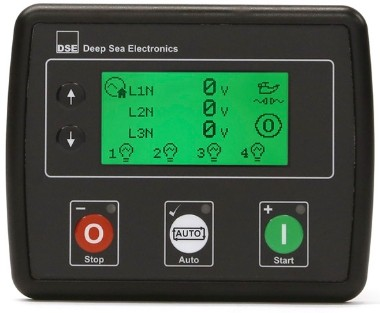 DSE Deep Sea Electronics
L1N 0 V
L2N 0 V
L3N 0 V
1 2 3 4
Stop
AUTO
Auto
Start